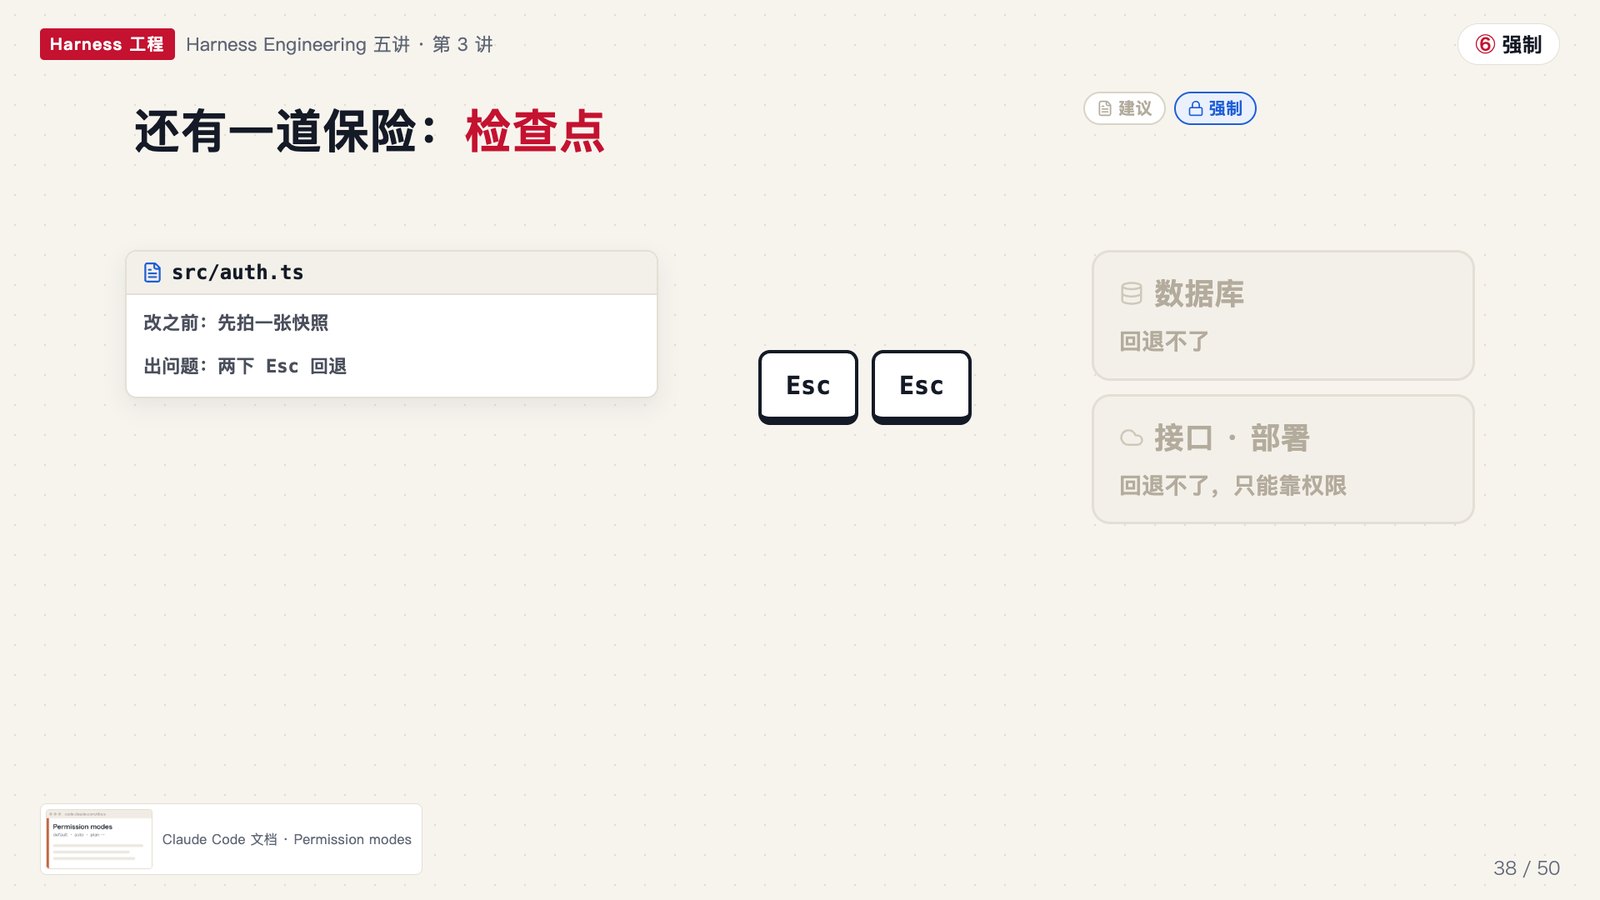 Harness 工程 Harness Engineering 五讲 · 第 3 讲
⑥ 强制
还有一道保险：检查点
建议 强制
src/auth.ts
改之前：先拍一张快照
出问题：两下 Esc 回退
Esc Esc
数据库
回退不了
接口 · 部署
回退不了，只能靠权限
Permission modes
Claude Code 文档 · Permission modes
38 / 50